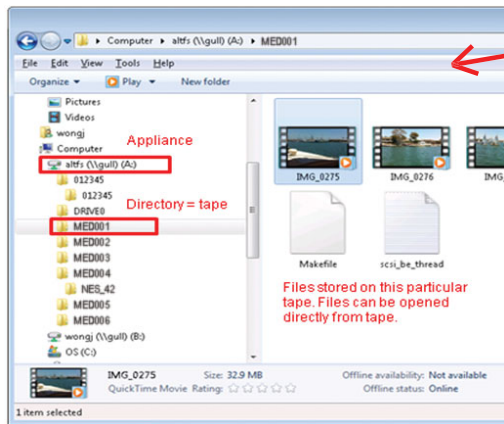 Computer ▸ altfs (\\gull) (A:) ▸ MED001
File Edit View Tools Help
Organize Play New folder
Pictures
Videos
wongj
Computer
altfs (\\gull) (A:)
012345
012345
DRIVE0
MED001
MED002
MED003
MED004
NES_42
MED005
MED006
wongj (\\gull) (B:)
OS (C:)
Appliance
Directory = tape
IMG_0275 IMG_0276 IMG
Makefile scsi_be_thread
Files stored on this particular
tape. Files can be opened
directly from tape.
IMG_0275 Size: 32.9 MB Offline availability: Not available
QuickTime Movie Rating: ☆☆☆☆☆ Offline status: Online
1 item selected